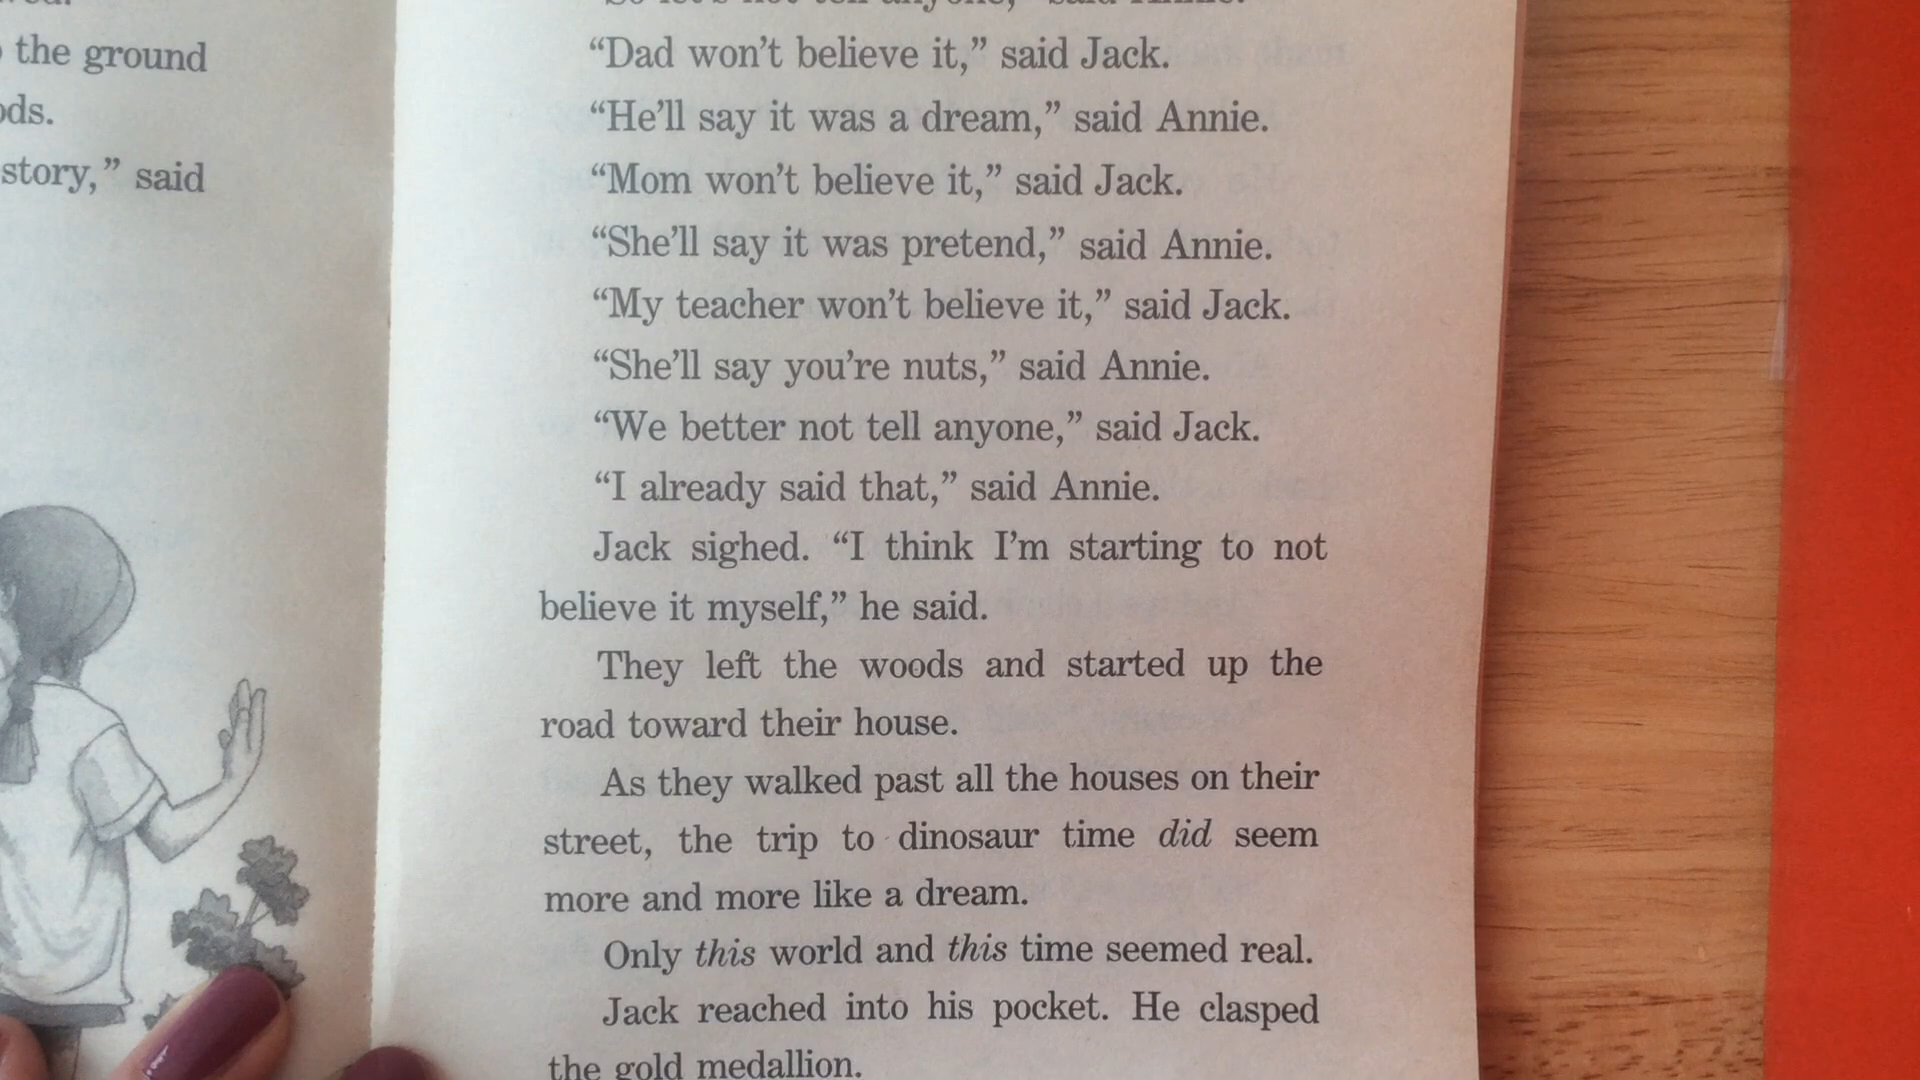 the ground
story," said
"Dad won't believe it," said Jack.
"He'll say it was a dream," said Annie.
"Mom won't believe it," said Jack.
"She'll say it was pretend," said Annie.
"My teacher won't believe it," said Jack.
"She'll say you're nuts," said Annie.
"We better not tell anyone," said Jack.
"I already said that," said Annie.
Jack sighed. "I think I'm starting to not
believe it myself," he said.
They left the woods and started up the
road toward their house.
As they walked past all the houses on their
street, the trip to dinosaur time did seem
more and more like a dream.
Only this world and this time seemed real.
Jack reached into his pocket. He clasped
the gold medallion.